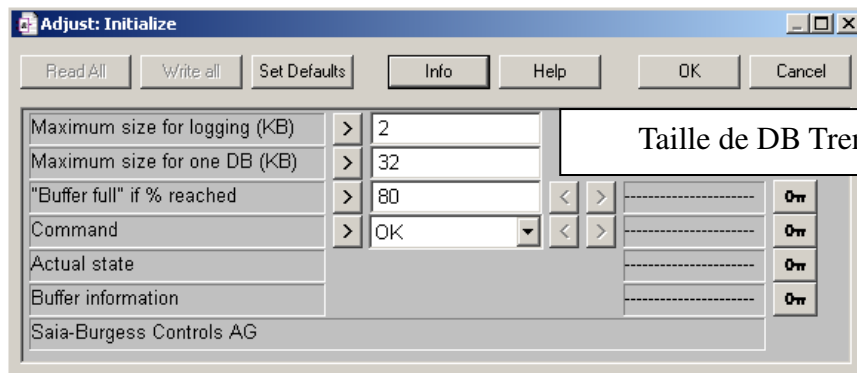 Adjust: Initialize
Read All Write all Set Defaults Info Help OK Cancel
Maximum size for logging (KB) > 2
Taille de DB
Maximum size for one DB (KB) > 32
"Buffer full" if % reached > 80 < > ----------------------
Command > OK < > ----------------------
Actual state ----------------------
Buffer information ----------------------
Saia-Burgess Controls AG